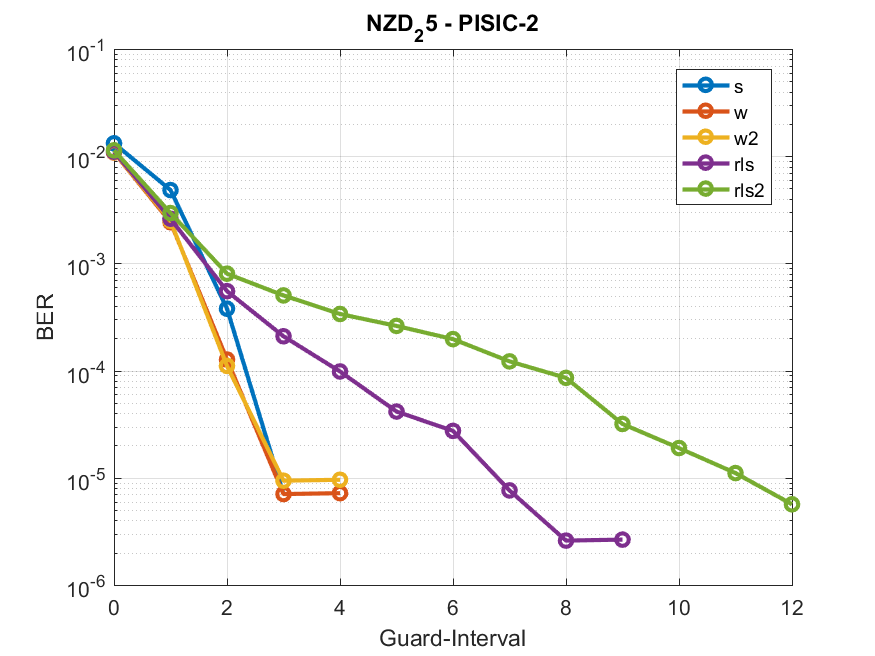 NZD₂5 - PISIC-2
10⁻¹
10⁻²
10⁻³
10⁻⁴
10⁻⁵
10⁻⁶
BER
s
w
w2
rls
rls2
0 2 4 6 8 10 12
Guard-Interval